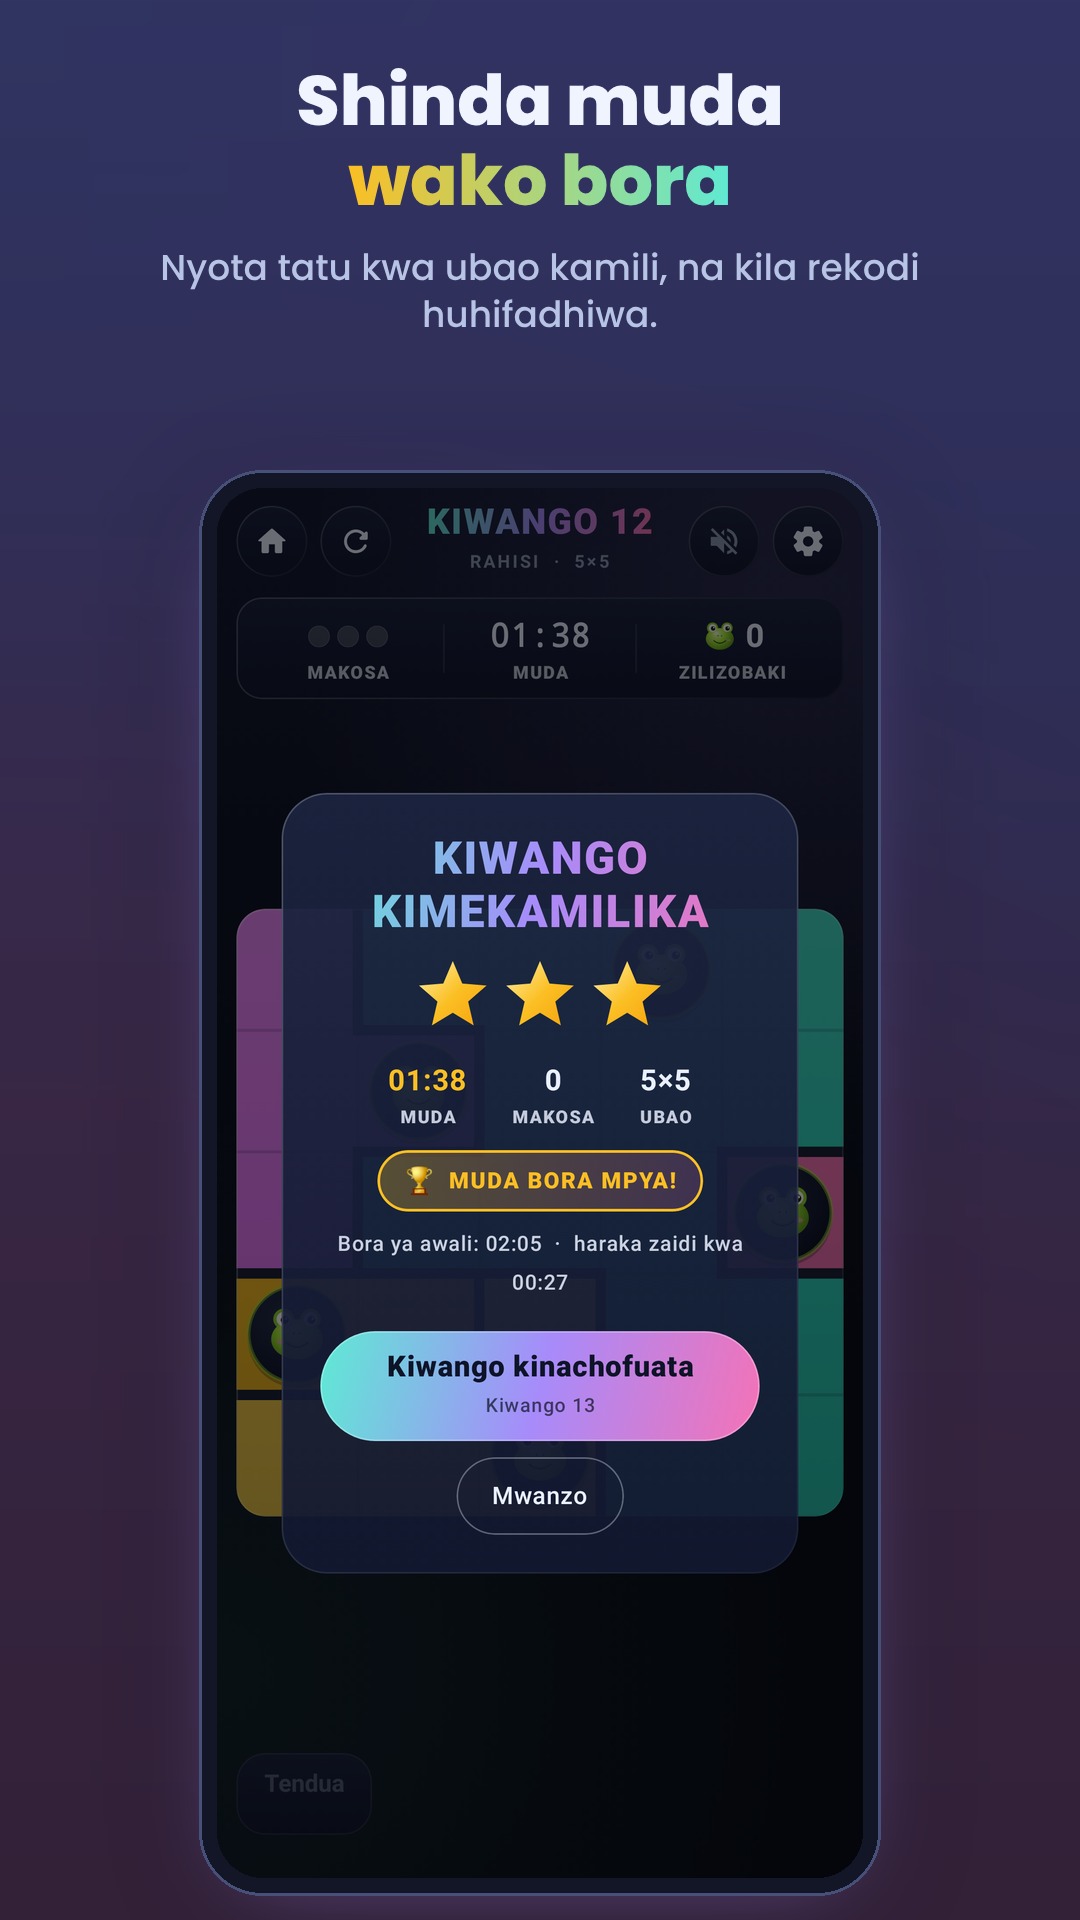 Shinda muda
wako bora
Nyota tatu kwa ubao kamili, na kila rekodi
huhifadhiwa.
KIWANGO 12
RAHISI · 5×5
MAKOSA
01:38
MUDA
0
ZILIZOBAKI
KIWANGO
KIMEKAMILIKA
01:38
MUDA
0
MAKOSA
5×5
UBAO
MUDA BORA MPYA!
Bora ya awali: 02:05 · haraka zaidi kwa
00:27
Kiwango kinachofuata
Kiwango 13
Mwanzo
Tendua